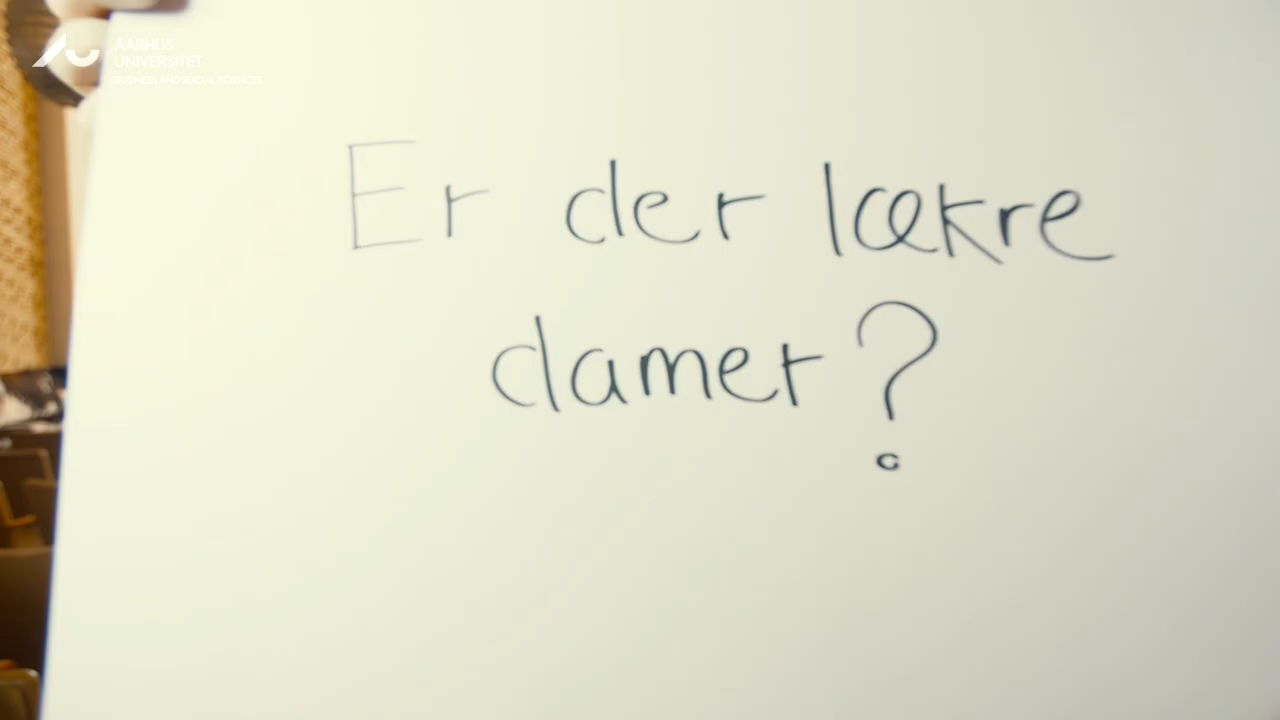 AARHUS
UNIVERSITET
BUSINESS AND SOCIAL SCIENCES
Er der lækre
damer?